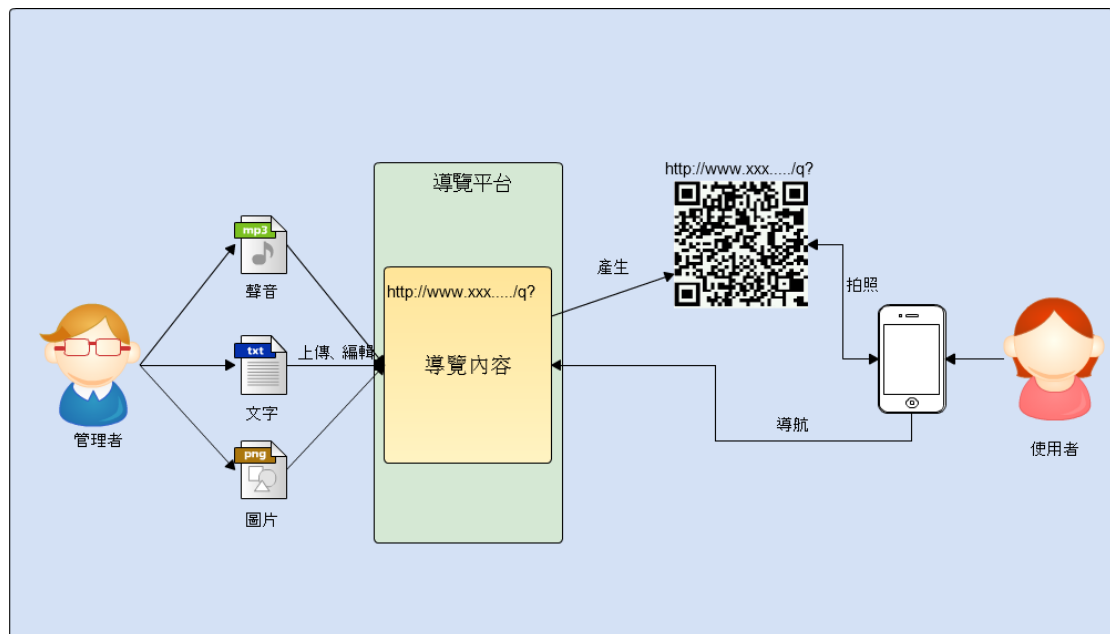 導覽平台
http://www.xxx...../q?
mp3
聲音
產生
http://www.xxx...../q?
拍照
txt
上傳、編輯
導覽內容
文字
管理者
導航
使用者
png
圖片